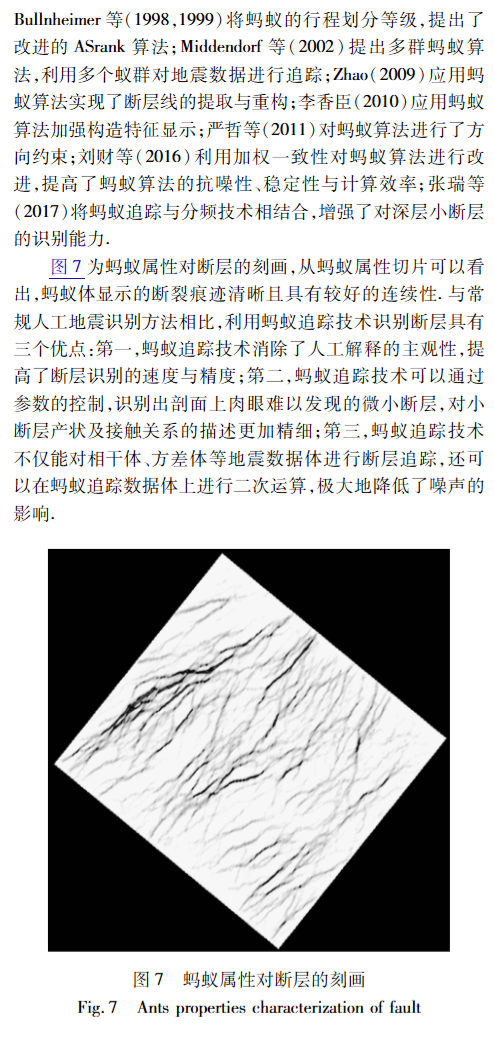 Bullnheimer 等(1998,1999)将蚂蚁的行程划分等级,提出了
改进的 ASrank 算法;Middendorf 等(2002)提出多群蚂蚁算
法,利用多个蚁群对地震数据进行追踪;Zhao(2009)应用蚂
蚁算法实现了断层线的提取与重构;李香臣(2010)应用蚂蚁
算法加强构造特征显示;严哲等(2011)对蚂蚁算法进行了方
向约束;刘财等(2016)利用加权一致性对蚂蚁算法进行改
进,提高了蚂蚁算法的抗噪性、稳定性与计算效率;张瑞等
(2017)将蚂蚁追踪与分频技术相结合,增强了对深层小断层
的识别能力.
图 7 为蚂蚁属性对断层的刻画,从蚂蚁属性切片可以看
出,蚂蚁体显示的断裂痕迹清晰且具有较好的连续性. 与常
规人工地震识别方法相比,利用蚂蚁追踪技术识别断层具有
三个优点:第一,蚂蚁追踪技术消除了人工解释的主观性,提
高了断层识别的速度与精度;第二,蚂蚁追踪技术可以通过
参数的控制,识别出剖面上肉眼难以发现的微小断层,对小
断层产状及接触关系的描述更加精细;第三,蚂蚁追踪技术
不仅能对相干体、方差体等地震数据体进行断层追踪,还可
以在蚂蚁追踪数据体上进行二次运算,极大地降低了噪声的
影响.
图 7 蚂蚁属性对断层的刻画
Fig. 7 Ants properties characterization of fault